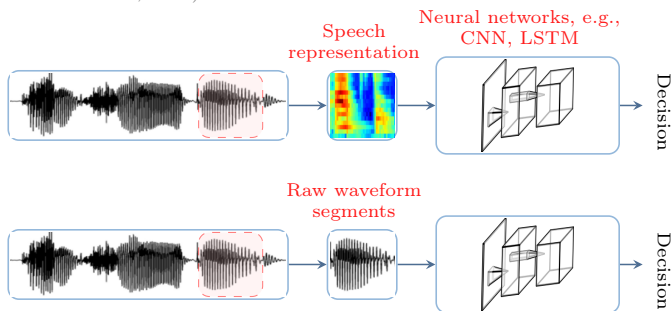 Speech
representation
Neural networks, e.g.,
CNN, LSTM
Decision
Raw waveform
segments
Decision